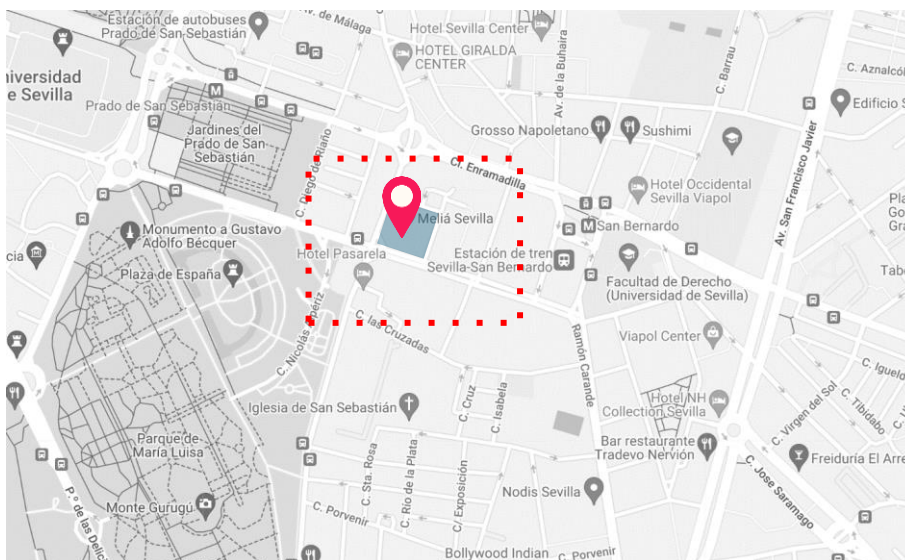 Estación de autobuses
Prado de San Sebastián
Av. de Málaga
Hotel Sevilla Center
HOTEL GIRALDA
CENTER
Av. de la Buhaira
C. Barrau
C. Aznalcó
Edificio S
niversidad
e Sevilla
Prado de San Sebastián
M
Jardines del
Prado de San
Sebastián
C. Diego de Riaño
Grosso Napoletano
Sushimi
Cl. Enramadilla
Av. San Francisco Javier
Hotel Occidental
Sevilla Viapol
Meliá Sevilla
M
San Bernardo
Monumento a Gustavo
Adolfo Bécquer
cia
Plaza de España
Hotel Pasarela
Estación de tren
Sevilla-San Bernardo
Facultad de Derecho
(Universidad de Sevilla)
Pla
Gra
Tabe
C. Nicolás Alpériz
C. las Cruzadas
Ramón Carande
Viapol Center
C. Iguelo
C. Tibidabo
C. Virgen del Sol
Iglesia de San Sebastián
C. Cruz
C. Isabela
Hotel NH
Collection Sevilla
Parque de
María Luisa
C. Sta. Rosa
C. Río de la Plata
C/ Exposición
Bar restaurante
Tradevo Nervión
Freiduría El Arre
C. Jose Saramago
P.º de las Delic
Monte Gurugú
Nodis Sevilla
C. Porvenir
Bollywood Indian
C. Porvenir